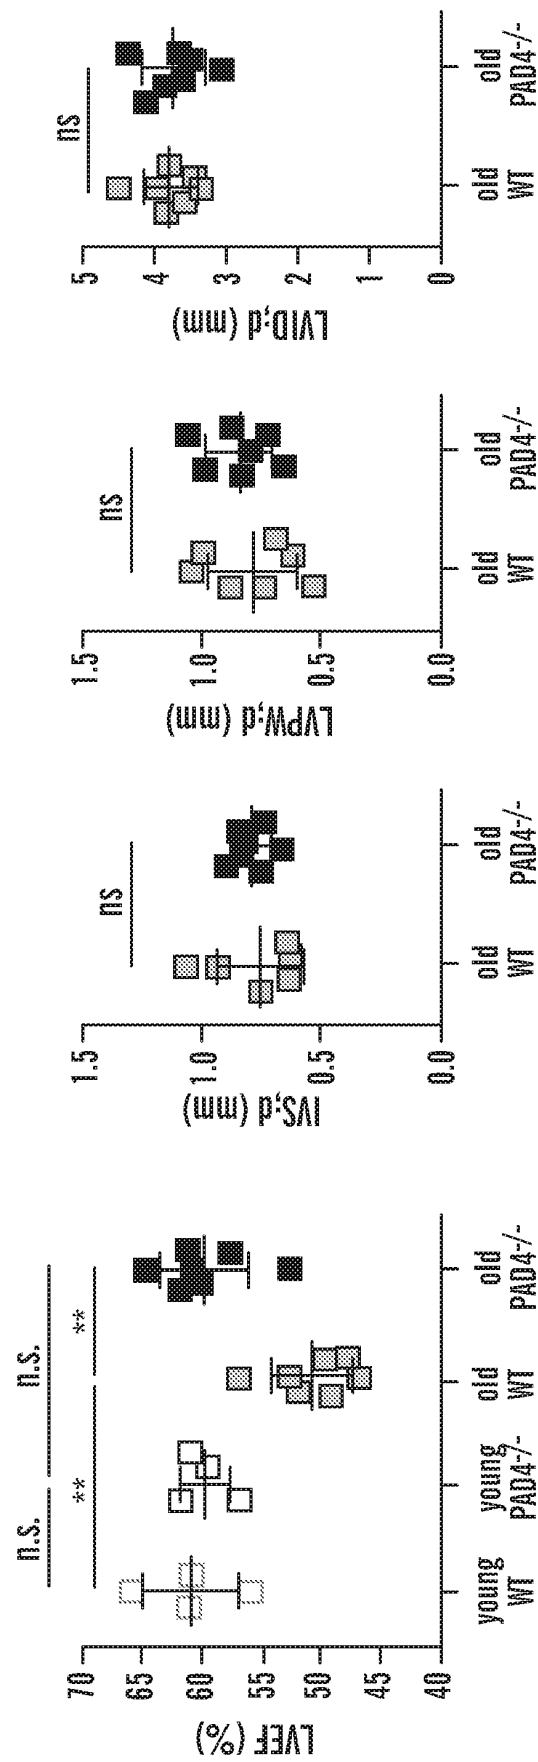 n.s.
n.s.
**
**
70
65
60
55
50
45
40
LVEF (%)
young
WT
young
PAD4-/-
old
WT
old
PAD4-/-
ns
1.5
1.0
0.5
0.0
IVS;d (mm)
old
WT
old
PAD4-/-
ns
1.5
1.0
0.5
0.0
LVPW;d (mm)
old
WT
old
PAD4-/-
ns
5
4
3
2
1
0
LVID;d (mm)
old
WT
old
PAD4-/-